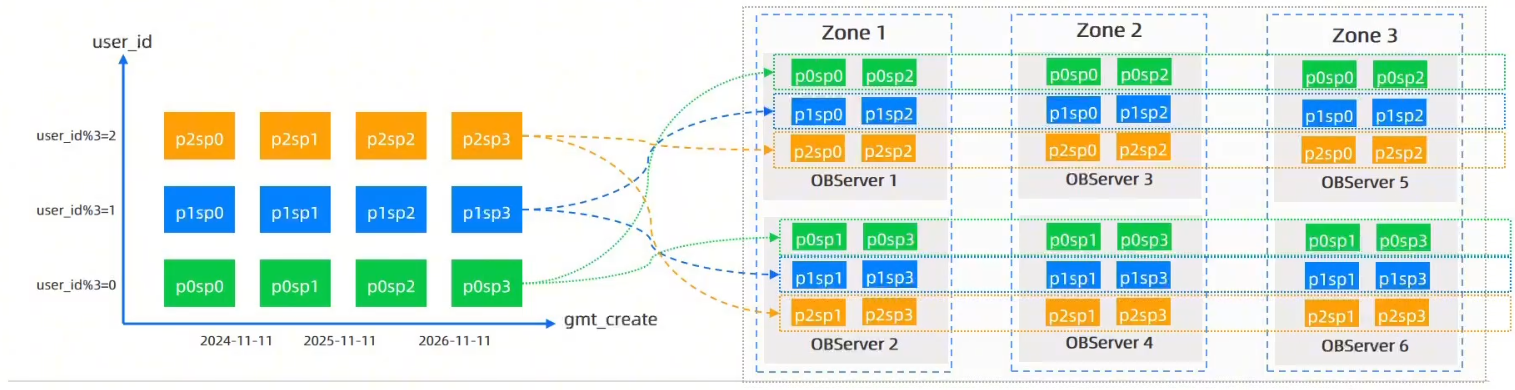 user_id
user_id%3=2
p2sp0 p2sp1 p2sp2 p2sp3
user_id%3=1
p1sp0 p1sp1 p1sp2 p1sp3
user_id%3=0
p0sp0 p0sp1 p0sp2 p0sp3
gmt_create
2024-11-11 2025-11-11 2026-11-11
Zone 1
p0sp0 p0sp2
p1sp0 p1sp2
p2sp0 p2sp2
OBServer 1
p0sp1 p0sp3
p1sp1 p1sp3
p2sp1 p2sp3
OBServer 2
Zone 2
p0sp0 p0sp2
p1sp0 p1sp2
p2sp0 p2sp2
OBServer 3
p0sp1 p0sp3
p1sp1 p1sp3
p2sp1 p2sp3
OBServer 4
Zone 3
p0sp0 p0sp2
p1sp0 p1sp2
p2sp0 p2sp2
OBServer 5
p0sp1 p0sp3
p1sp1 p1sp3
p2sp1 p2sp3
OBServer 6